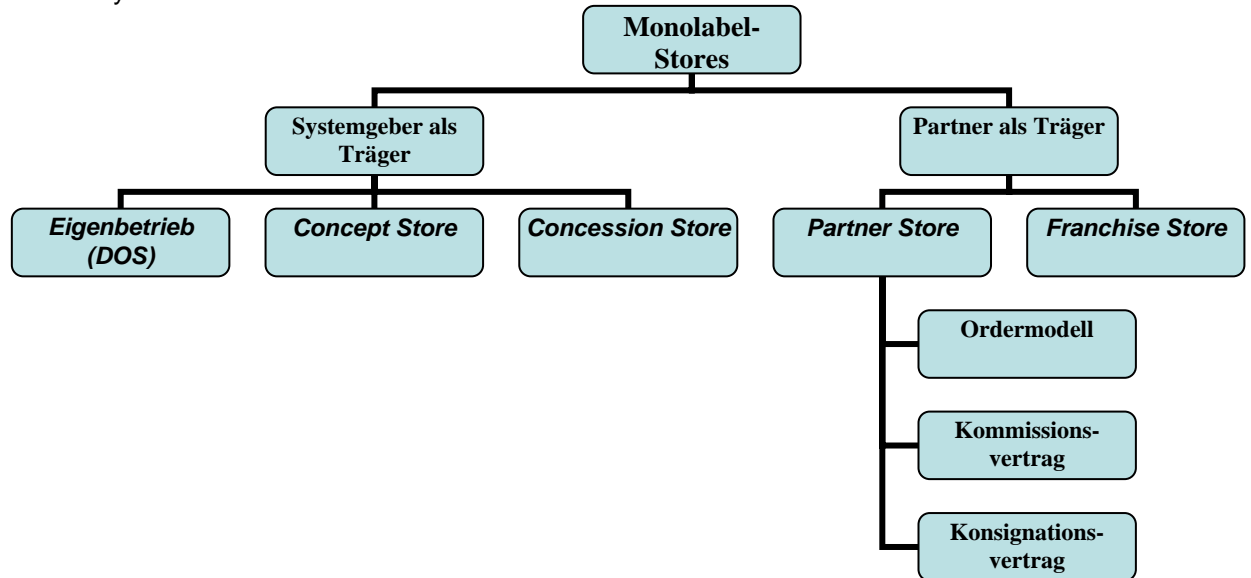 Monolabel-
Stores
Systemgeber als
Träger
Partner als Träger
Eigenbetrieb
(DOS)
Concept Store
Concession Store
Partner Store
Franchise Store
Ordermodell
Kommissions-
vertrag
Konsignations-
vertrag